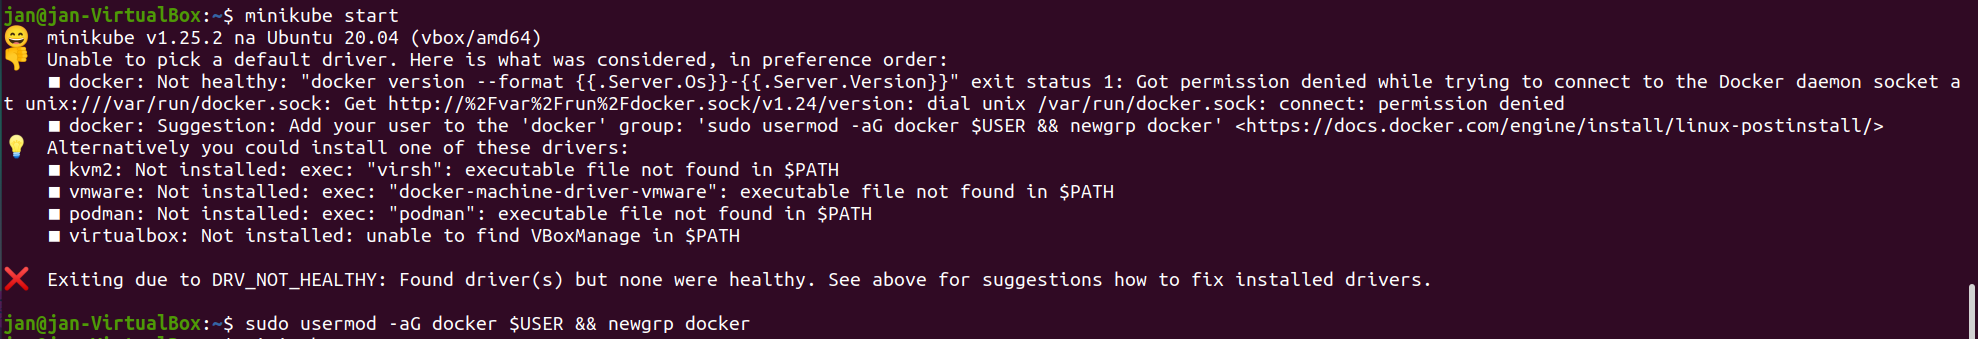 jan@jan-VirtualBox:~$ minikube start
😄 minikube v1.25.2 na Ubuntu 20.04 (vbox/amd64)
👎 Unable to pick a default driver. Here is what was considered, in preference order:
■ docker: Not healthy: "docker version --format {{.Server.Os}}-{{.Server.Version}}" exit status 1: Got permission denied while trying to connect to the Docker daemon socket a
t unix:///var/run/docker.sock: Get http://%2Fvar%2Frun%2Fdocker.sock/v1.24/version: dial unix /var/run/docker.sock: connect: permission denied
■ docker: Suggestion: Add your user to the 'docker' group: 'sudo usermod -aG docker $USER && newgrp docker' <https://docs.docker.com/engine/install/linux-postinstall/>
💡 Alternatively you could install one of these drivers:
■ kvm2: Not installed: exec: "virsh": executable file not found in $PATH
■ vmware: Not installed: exec: "docker-machine-driver-vmware": executable file not found in $PATH
■ podman: Not installed: exec: "podman": executable file not found in $PATH
■ virtualbox: Not installed: unable to find VBoxManage in $PATH
❌ Exiting due to DRV_NOT_HEALTHY: Found driver(s) but none were healthy. See above for suggestions how to fix installed drivers.
jan@jan-VirtualBox:~$ sudo usermod -aG docker $USER && newgrp docker